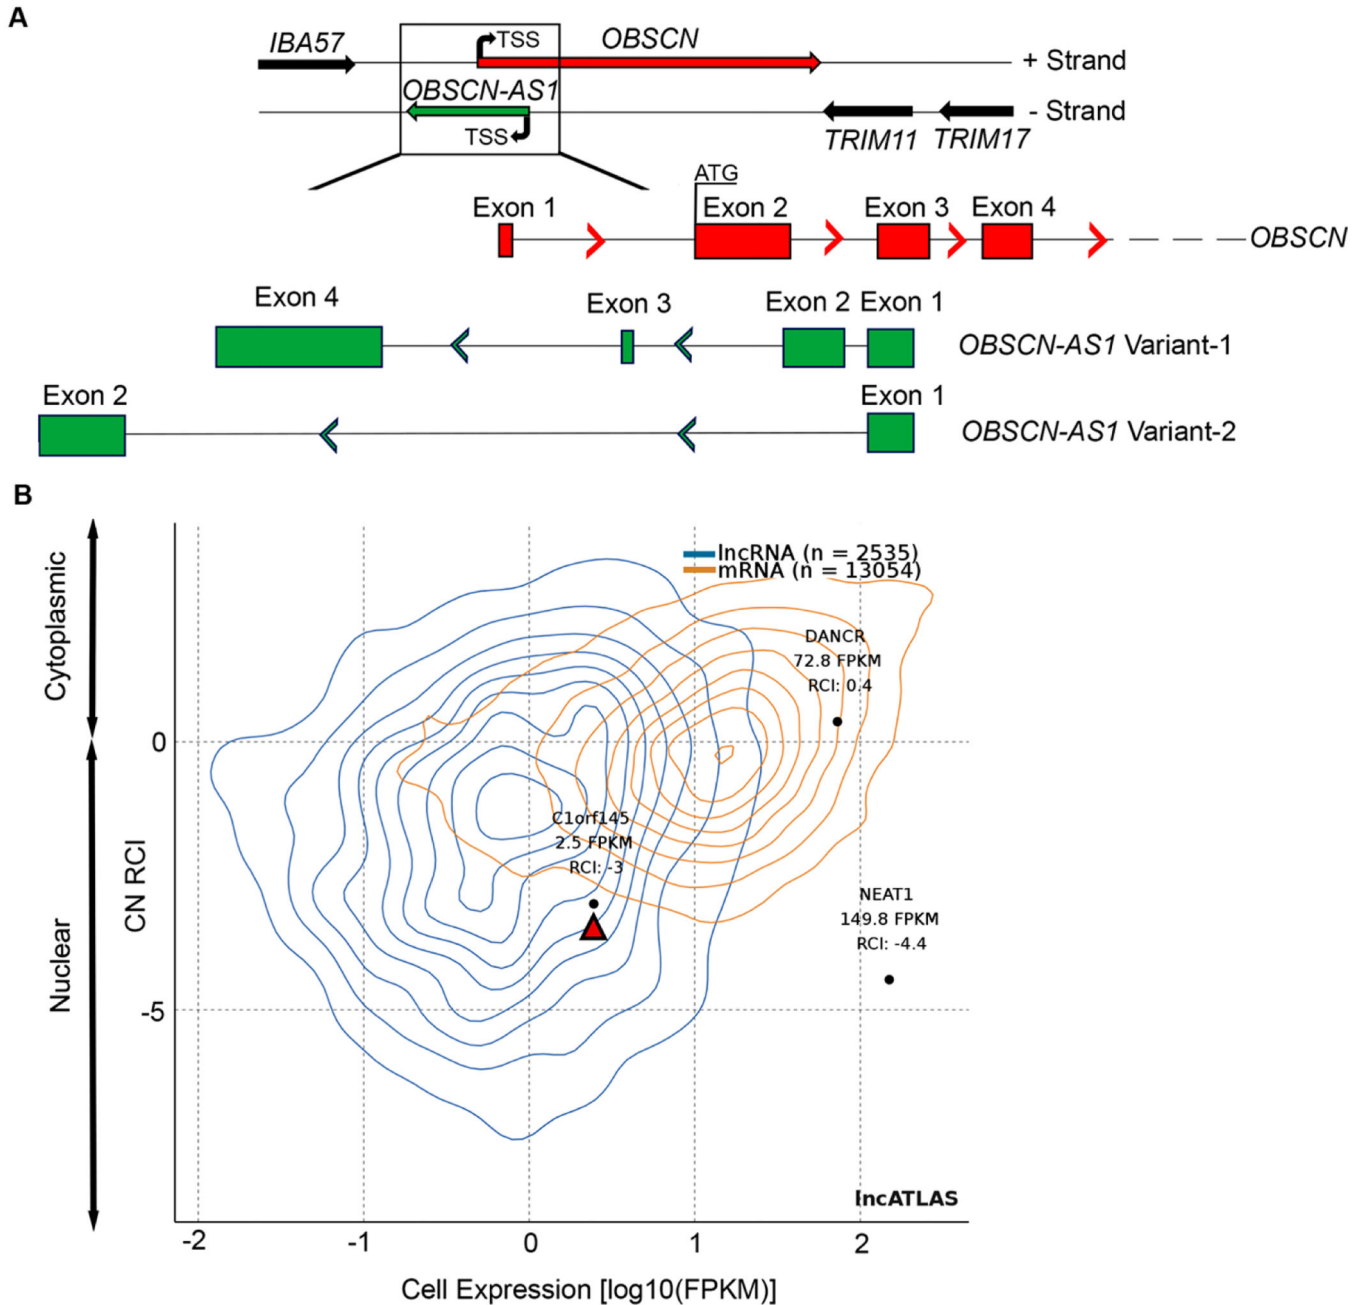 A
IBA57
TSS
OBSCN
+ Strand
OBSCN-AS1
TSS
- Strand
TRIM11 TRIM17
ATG
Exon 1 Exon 2 Exon 3 Exon 4
OBSCN
Exon 4 Exon 3 Exon 2 Exon 1
OBSCN-AS1 Variant-1
Exon 2 Exon 1
OBSCN-AS1 Variant-2
B
Cytoplasmic
Nuclear
CN RCI
lncRNA (n = 2535)
mRNA (n = 13054)
DANCR
72.8 FPKM
RCI: 0.4
0
C1orf145
2.5 FPKM
RCI: -3
NEAT1
149.8 FPKM
RCI: -4.4
-5
lncATLAS
-2 -1 0 1 2
Cell Expression [log10(FPKM)]